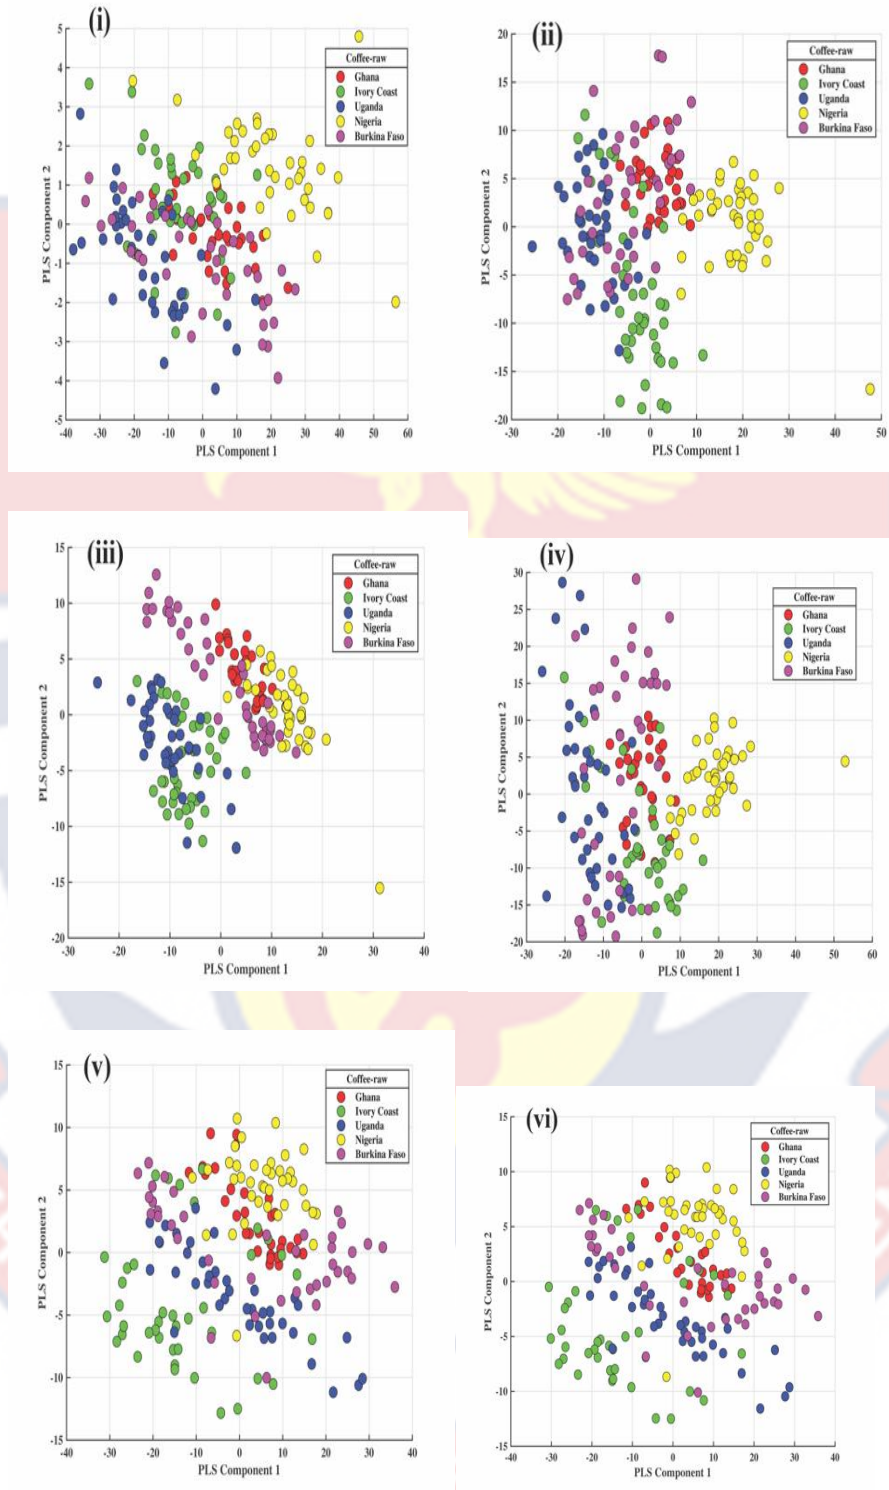 (i)
5
4
3
2
1
0
-1
-2
-3
-4
-5
-40 -30 -20 -10 0 10 20 30 40 50 60
PLS Component 1
PLS Component 2
Coffee-raw
Ghana
Ivory Coast
Uganda
Nigeria
Burkina Faso
(ii)
20
15
10
5
0
-5
-10
-15
-20
-30 -20 -10 0 10 20 30 40 50
PLS Component 1
PLS Component 2
Coffee-raw
Ghana
Ivory Coast
Uganda
Nigeria
Burkina Faso
(iii)
15
10
5
0
-5
-10
-15
-20
-30 -20 -10 0 10 20 30 40
PLS Component 1
PLS Component 2
Coffee-raw
Ghana
Ivory Coast
Uganda
Nigeria
Burkina Faso
(iv)
30
25
20
15
10
5
0
-5
-10
-15
-20
-30 -20 -10 0 10 20 30 40 50 60
PLS Component 1
PLS Component 2
Coffee-raw
Ghana
Ivory Coast
Uganda
Nigeria
Burkina Faso
(v)
15
10
5
0
-5
-10
-15
-40 -30 -20 -10 0 10 20 30 40
PLS Component 1
PLS Component 2
Coffee-raw
Ghana
Ivory Coast
Uganda
Nigeria
Burkina Faso
(vi)
15
10
5
0
-5
-10
-15
-40 -30 -20 -10 0 10 20 30 40
PLS Component 1
PLS Component 2
Coffee-raw
Ghana
Ivory Coast
Uganda
Nigeria
Burkina Faso